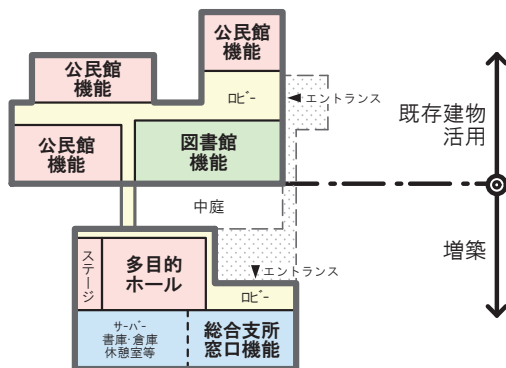 公民館
機能
公民館
機能
ロビー
エントランス
既存建物
活用
公民館
機能
図書館
機能
中庭
増築
ステージ
多目的
ホール
エントランス
ロビー
サーバー
書庫・倉庫
休憩室等
総合支所
窓口機能